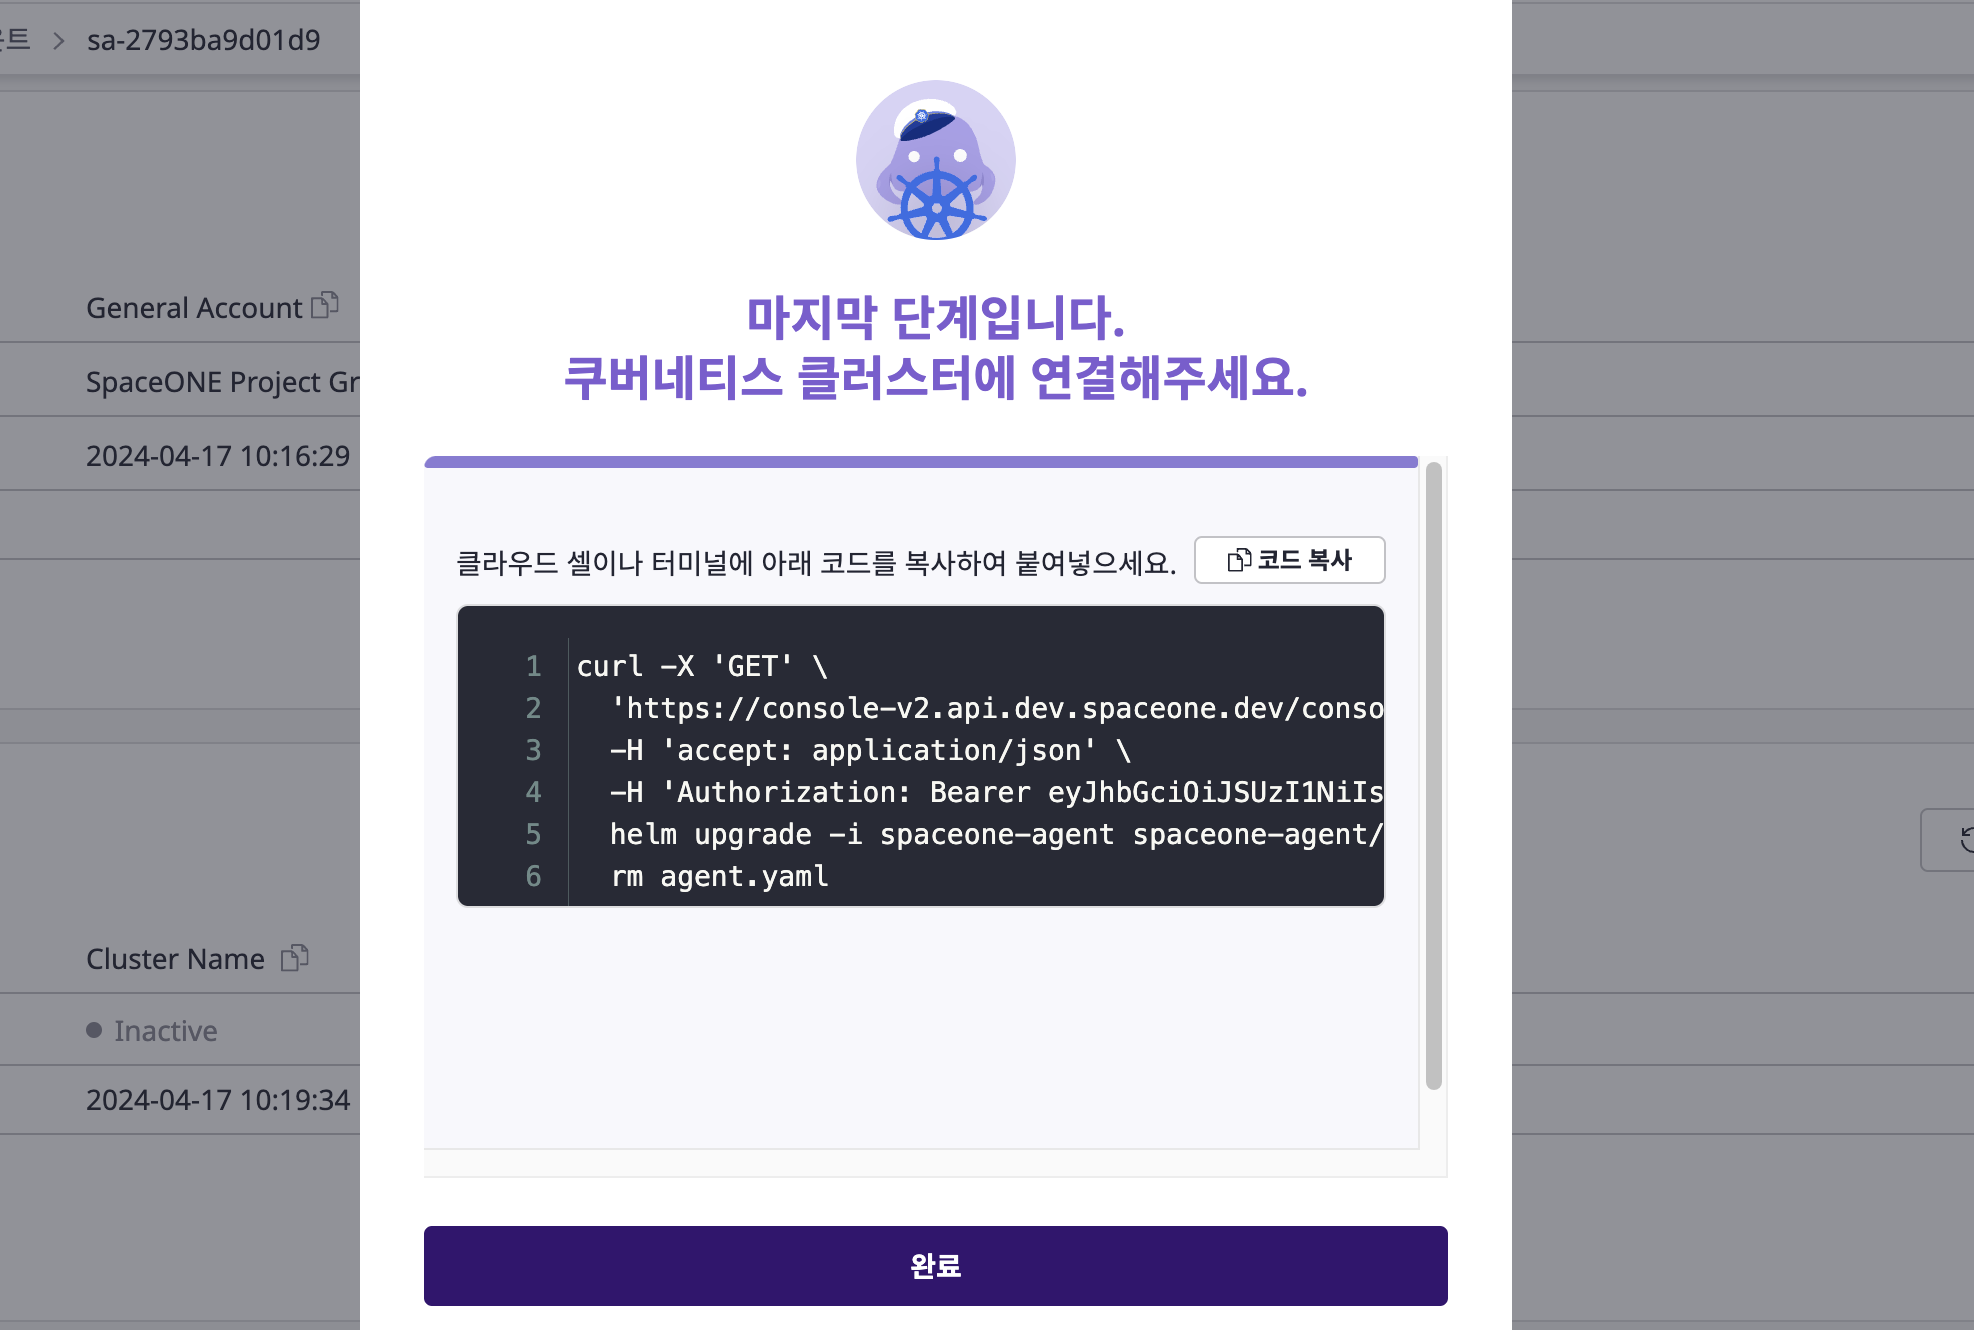 sa-2793ba9d01d9
General Account
SpaceONE Project Gr
2024-04-17 10:16:29
Cluster Name
Inactive
2024-04-17 10:19:34
마지막 단계입니다.
쿠버네티스 클러스터에 연결해주세요.
클라우드 셸이나 터미널에 아래 코드를 복사하여 붙여넣으세요.
코드 복사
1 curl -X 'GET' \
2 'https://console-v2.api.dev.spaceone.dev/conso
3 -H 'accept: application/json' \
4 -H 'Authorization: Bearer eyJhbGciOiJSUzI1NiIs
5 helm upgrade -i spaceone-agent spaceone-agent/
6 rm agent.yaml
완료